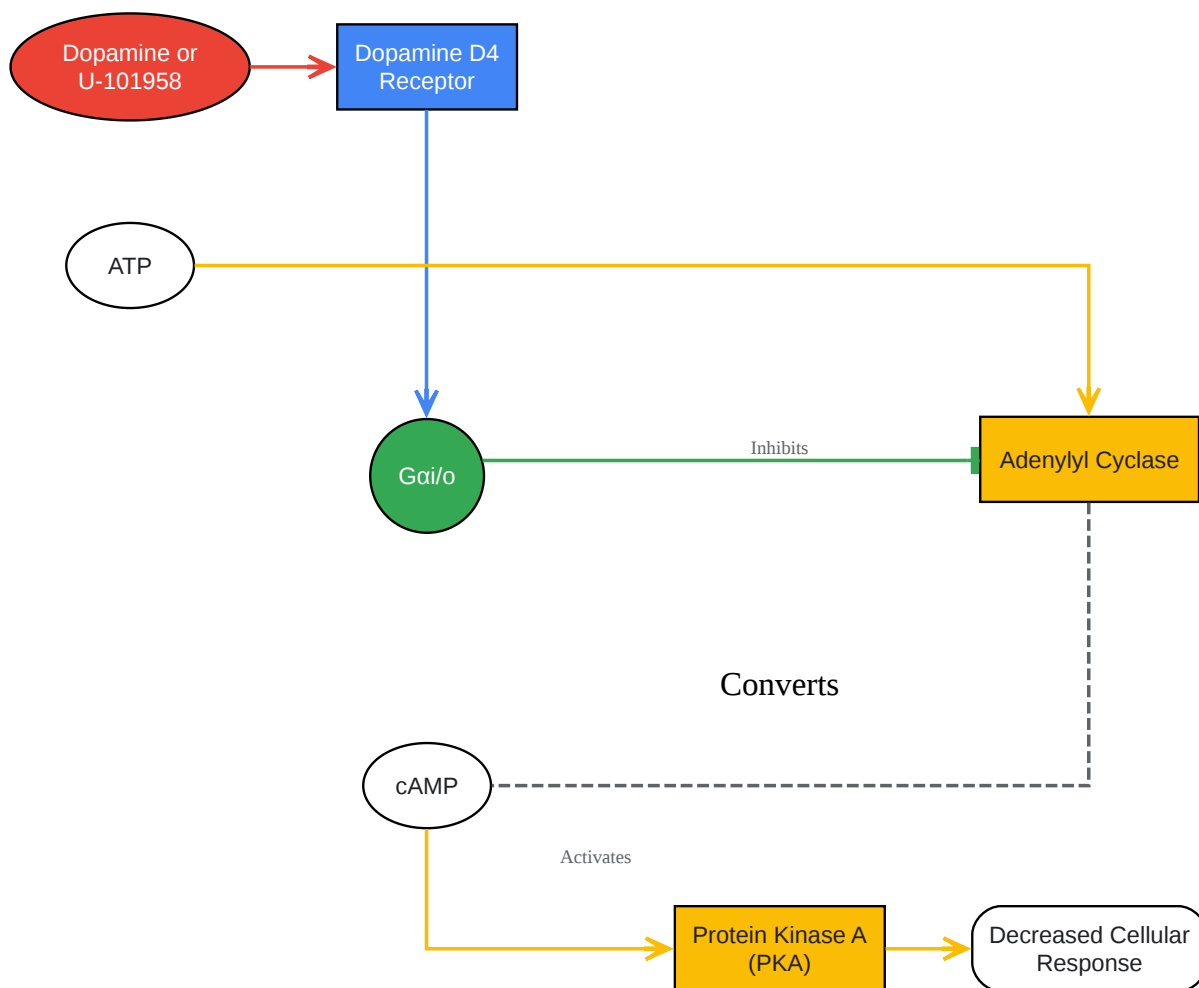 Dopamine or
U-101958
Dopamine D4
Receptor
ATP
Gαi/o
Inhibits
Adenylyl Cyclase
Converts
cAMP
Activates
Protein Kinase A
(PKA)
Decreased Cellular
Response